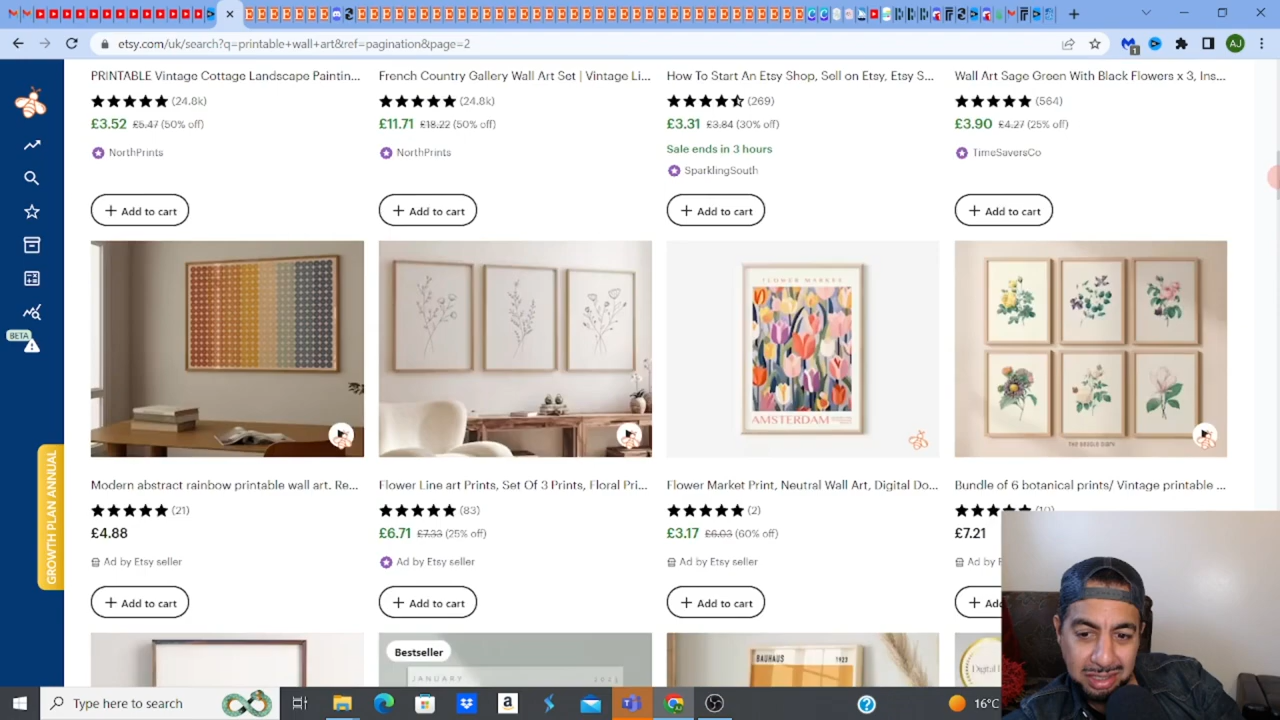 etsy.com/uk/search?q=printable+wall+art&ref=pagination&page=2
1
AJ
PRINTABLE Vintage Cottage Landscape Paintin...
(24.8k)
£3.52 £5.47 (50% off)
NorthPrints
Add to cart
French Country Gallery Wall Art Set | Vintage Li...
(24.8k)
£11.71 £18.22 (50% off)
NorthPrints
Add to cart
How To Start An Etsy Shop, Sell on Etsy, Etsy S...
(269)
£3.31 £3.84 (30% off)
Sale ends in 3 hours
SparklingSouth
Add to cart
Wall Art Sage Green With Black Flowers x 3, Ins...
(564)
£3.90 £4.27 (25% off)
TimeSaversCo
Add to cart
BETA
GROWTH PLAN ANNUAL
Modern abstract rainbow printable wall art. Re...
(21)
£4.88
Ad by Etsy seller
Add to cart
Flower Line art Prints, Set Of 3 Prints, Floral Pri...
(83)
£6.71 £7.33 (25% off)
Ad by Etsy seller
Add to cart
FLOWER MARKET
AMSTERDAM
Flower Market Print, Neutral Wall Art, Digital Do...
(2)
£3.17 £6.03 (60% off)
Ad by Etsy seller
Add to cart
Bundle of 6 botanical prints/ Vintage printable ...
(10)
£7.21
Ad by E
Ad
Bestseller
JANUARY
BAUHAUS 1923
Type here to search
16°C